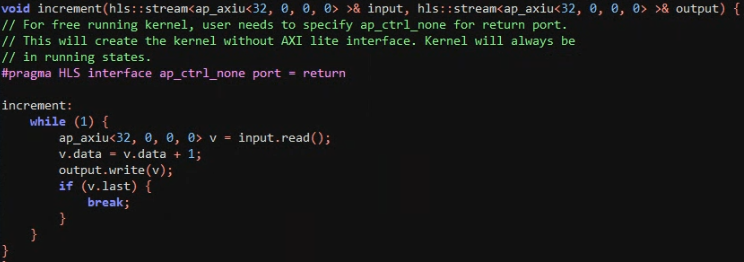 void increment(hls::stream<ap_axiu<32, 0, 0, 0> >& input, hls::stream<ap_axiu<32, 0, 0, 0> >& output) {
// For free running kernel, user needs to specify ap_ctrl_none for return port.
// This will create the kernel without AXI lite interface. Kernel will always be
// in running states.
#pragma HLS interface ap_ctrl_none port = return
increment:
while (1) {
ap_axiu<32, 0, 0, 0> v = input.read();
v.data = v.data + 1;
output.write(v);
if (v.last) {
break;
}
}
}